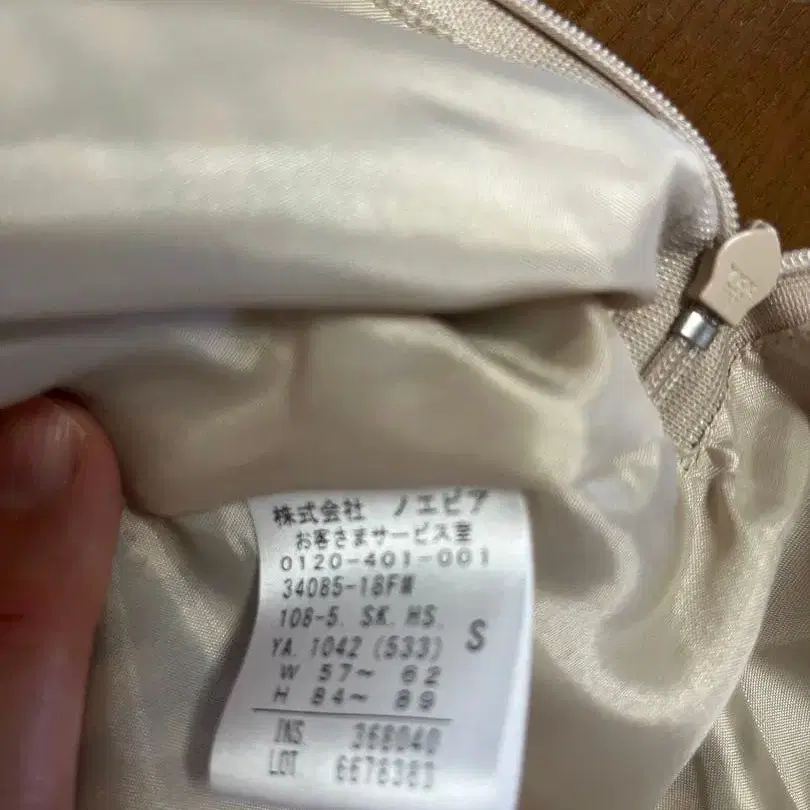 株式会社 ノエビア
お客さまサービス室
0120-401-001
34085-18FW
108-5. SK. HS.
YA. 1042 (533) S
W 57~ 62
H 84~ 89
INS. 368040
LOT. 6678383